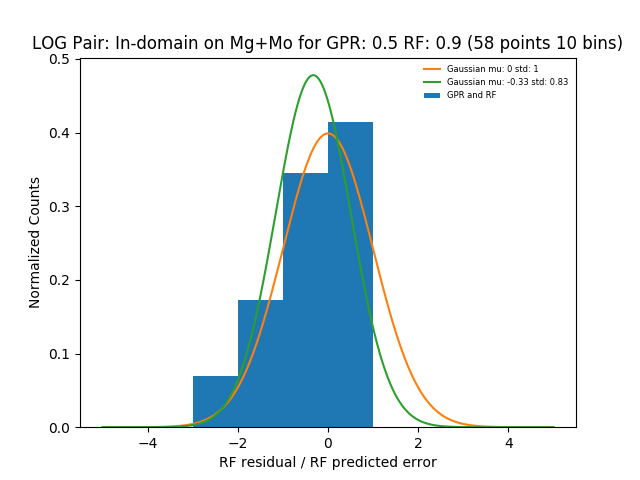 LOG Pair: In-domain on Mg+Mo for GPR: 0.5 RF: 0.9 (58 points 10 bins)
Gaussian mu: 0 std: 1
Gaussian mu: -0.33 std: 0.83
GPR and RF
Normalized Counts
0.5
0.4
0.3
0.2
0.1
0.0
−4 −2 0 2 4
RF residual / RF predicted error